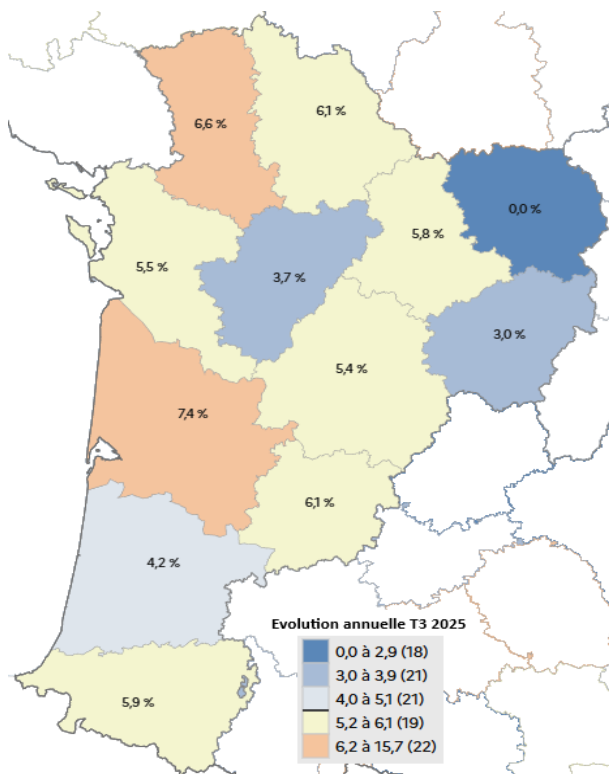 6,6 %
6,1 %
0,0 %
5,8 %
5,5 %
3,7 %
3,0 %
5,4 %
7,4 %
6,1 %
4,2 %
5,9 %
Evolution annuelle T3 2025
0,0 à 2,9 (18)
3,0 à 3,9 (21)
4,0 à 5,1 (21)
5,2 à 6,1 (19)
6,2 à 15,7 (22)